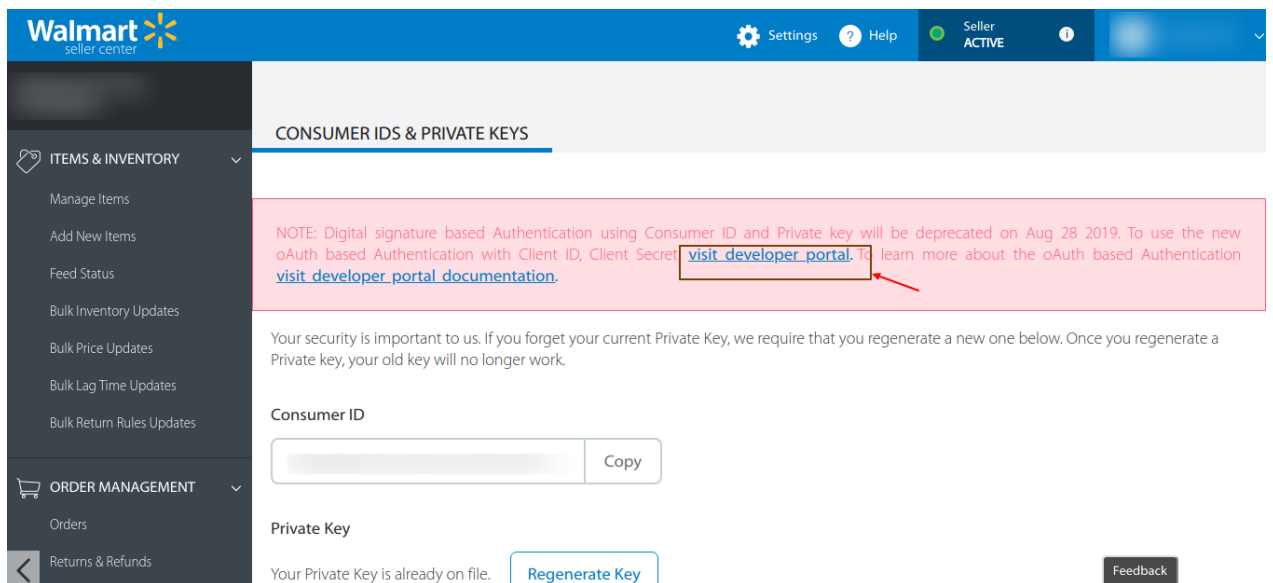 Walmart
seller center
Settings
Help
Seller
ACTIVE
CONSUMER IDS & PRIVATE KEYS
ITEMS & INVENTORY
Manage Items
Add New Items
Feed Status
Bulk Inventory Updates
Bulk Price Updates
Bulk Lag Time Updates
Bulk Return Rules Updates
ORDER MANAGEMENT
Orders
Returns & Refunds
NOTE: Digital signature based Authentication using Consumer ID and Private key will be deprecated on Aug 28 2019. To use the new
oAuth based Authentication with Client ID, Client Secret visit developer portal. To learn more about the oAuth based Authentication
visit developer portal documentation.
Your security is important to us. If you forget your current Private Key, we require that you regenerate a new one below. Once you regenerate a
Private key, your old key will no longer work.
Consumer ID
Copy
Private Key
Your Private Key is already on file.
Regenerate Key
Feedback